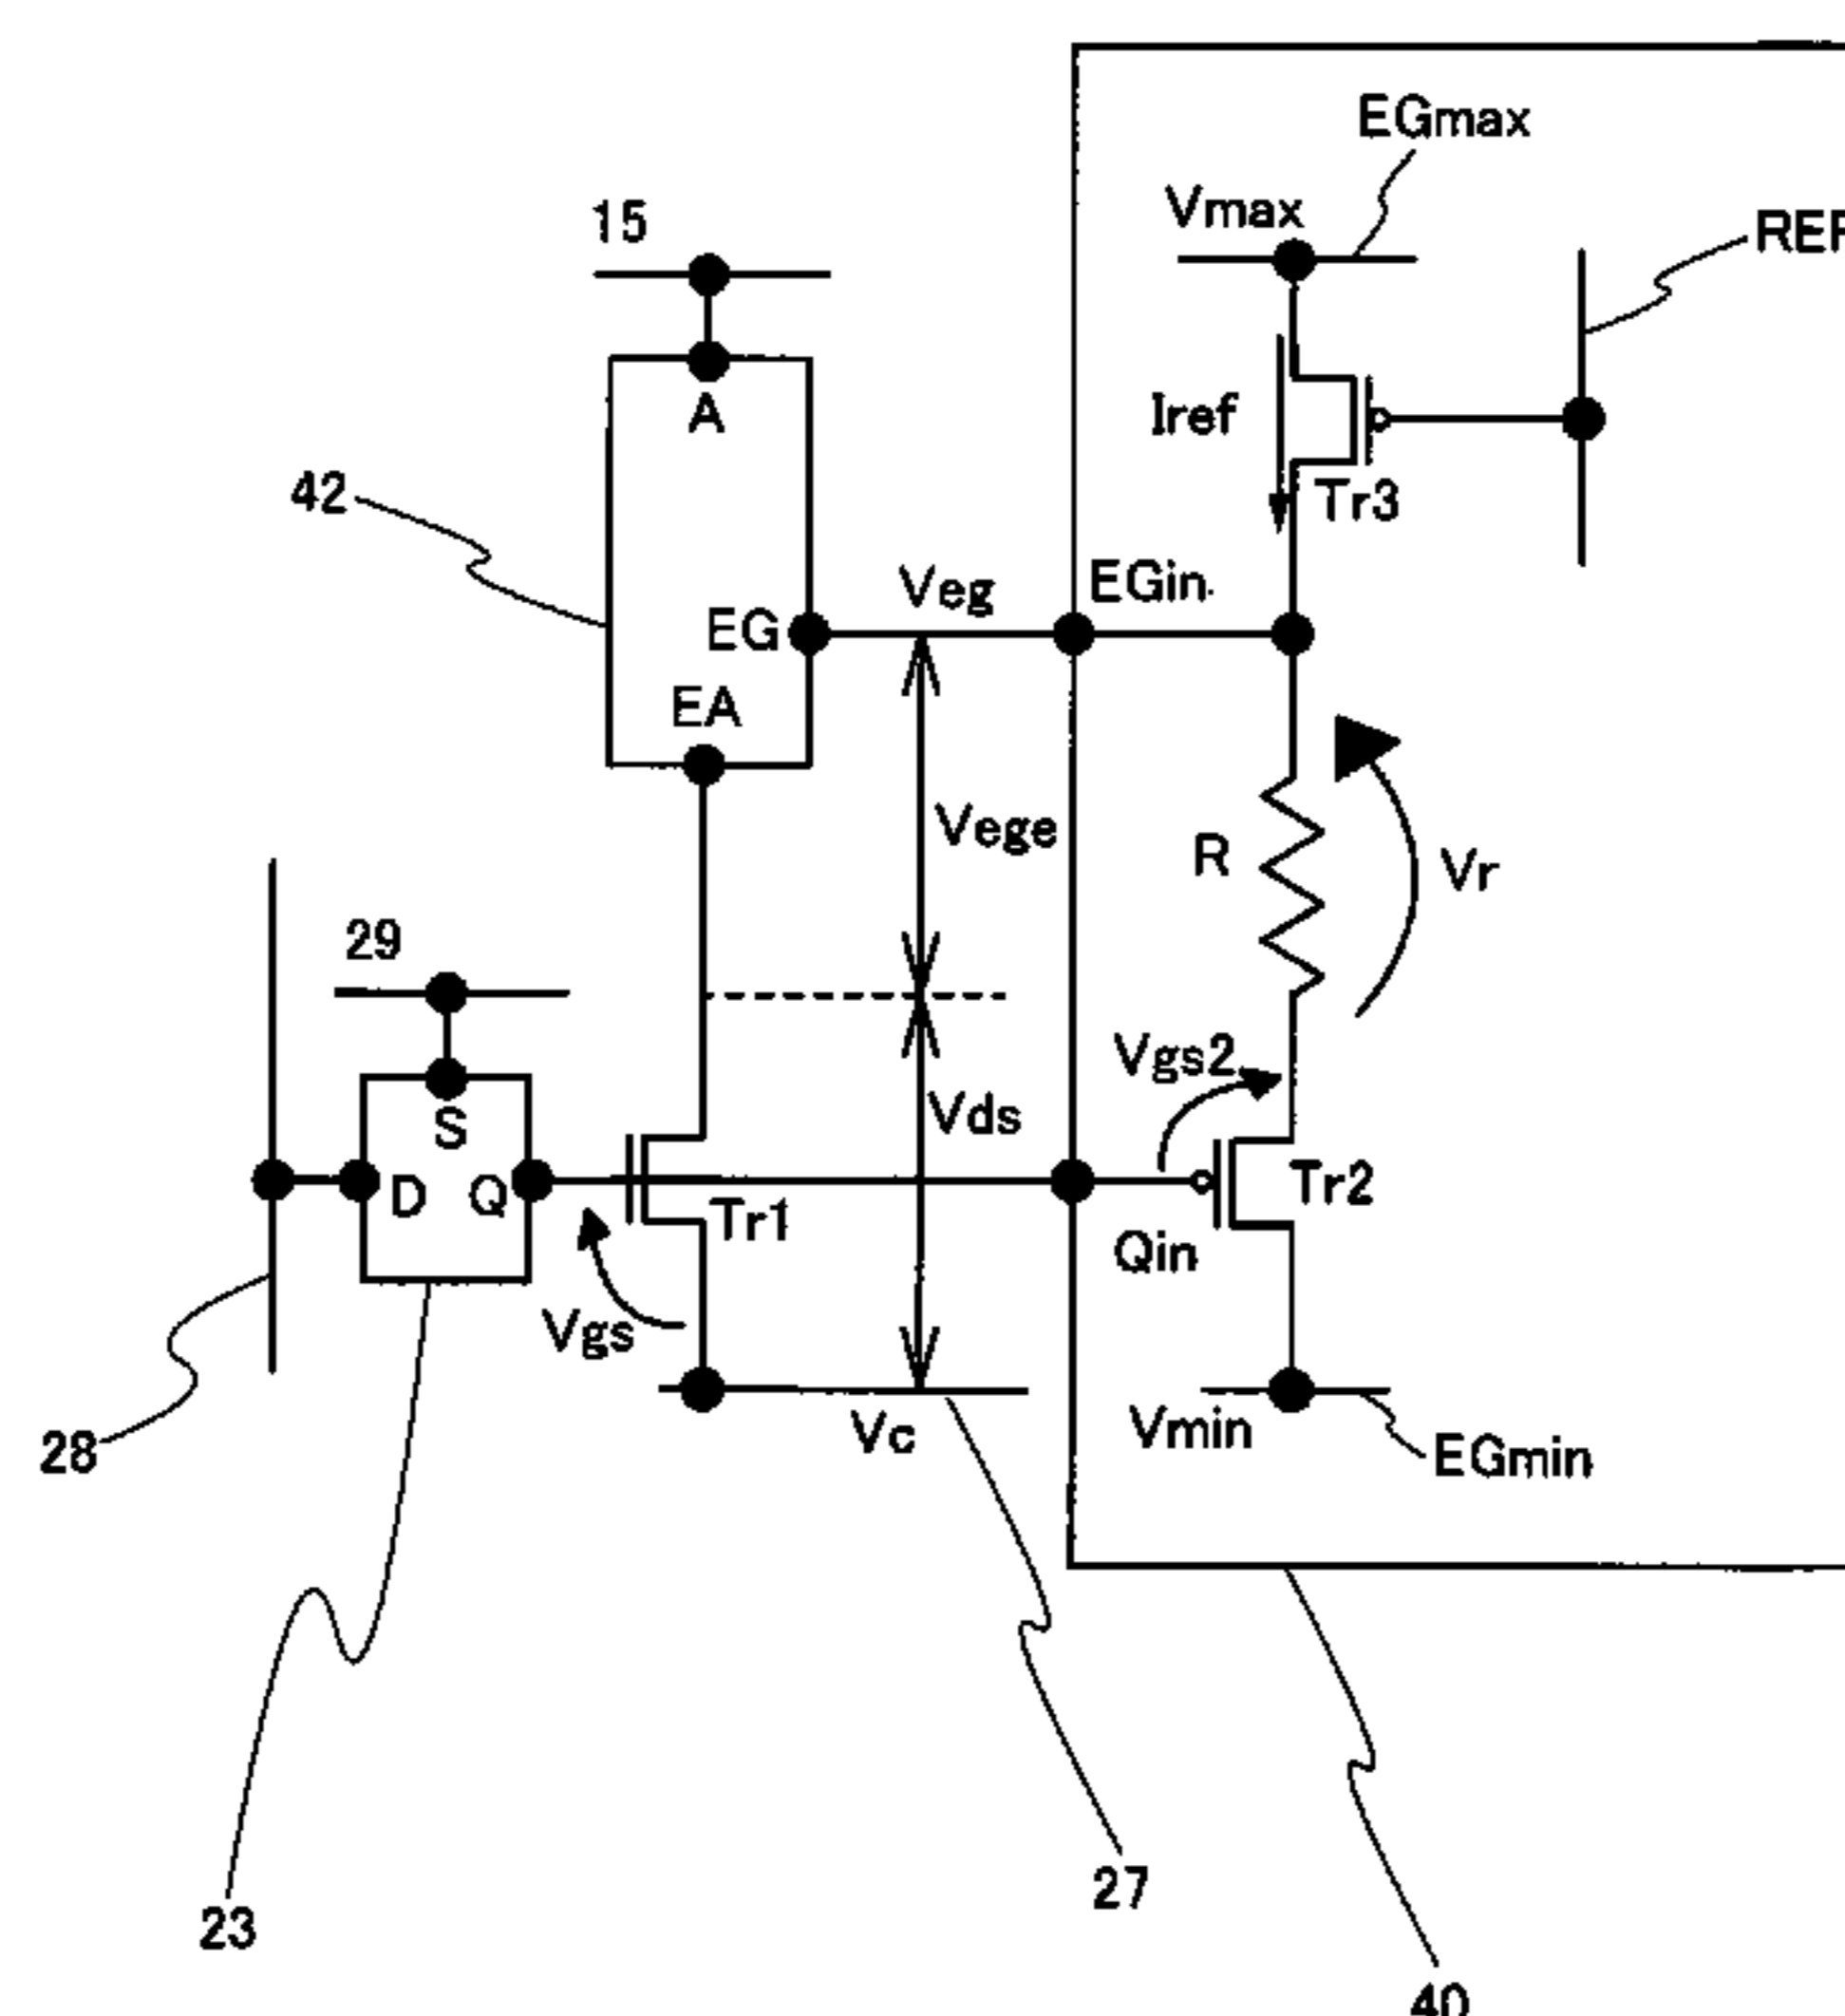 EGmax
Vmax
15
REF
A
Iref
Tr3
42
Veg
EGin
EG
EA
Vege
R
Vr
29
Vgs2
Vds
S
D
Q
Tr1
Tr2
Qin
Vgs
Vc
Vmin
EGmin
28
27
23
40